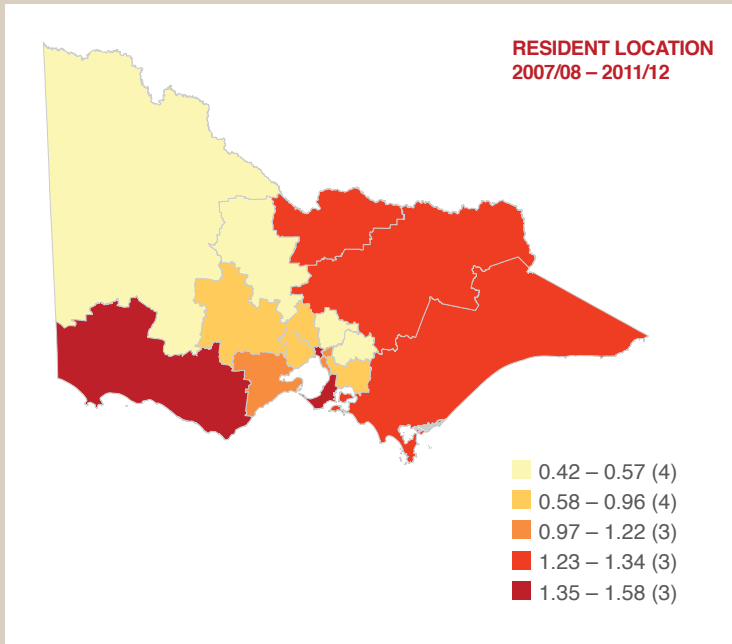 RESIDENT LOCATION
2007/08 – 2011/12
0.42 – 0.57 (4)
0.58 – 0.96 (4)
0.97 – 1.22 (3)
1.23 – 1.34 (3)
1.35 – 1.58 (3)